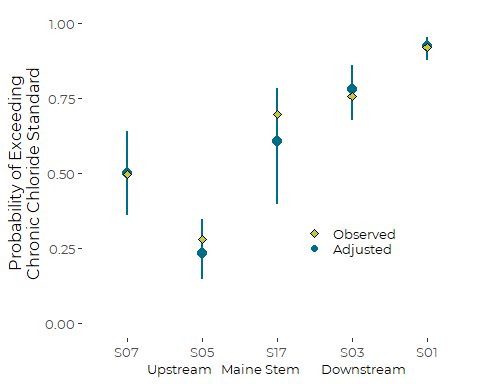 Probability of Exceeding
Chronic Chloride Standard
1.00
0.75
0.50
0.25
0.00
Observed
Adjusted
S07 S05 S17 S03 S01
Upstream Maine Stem Downstream